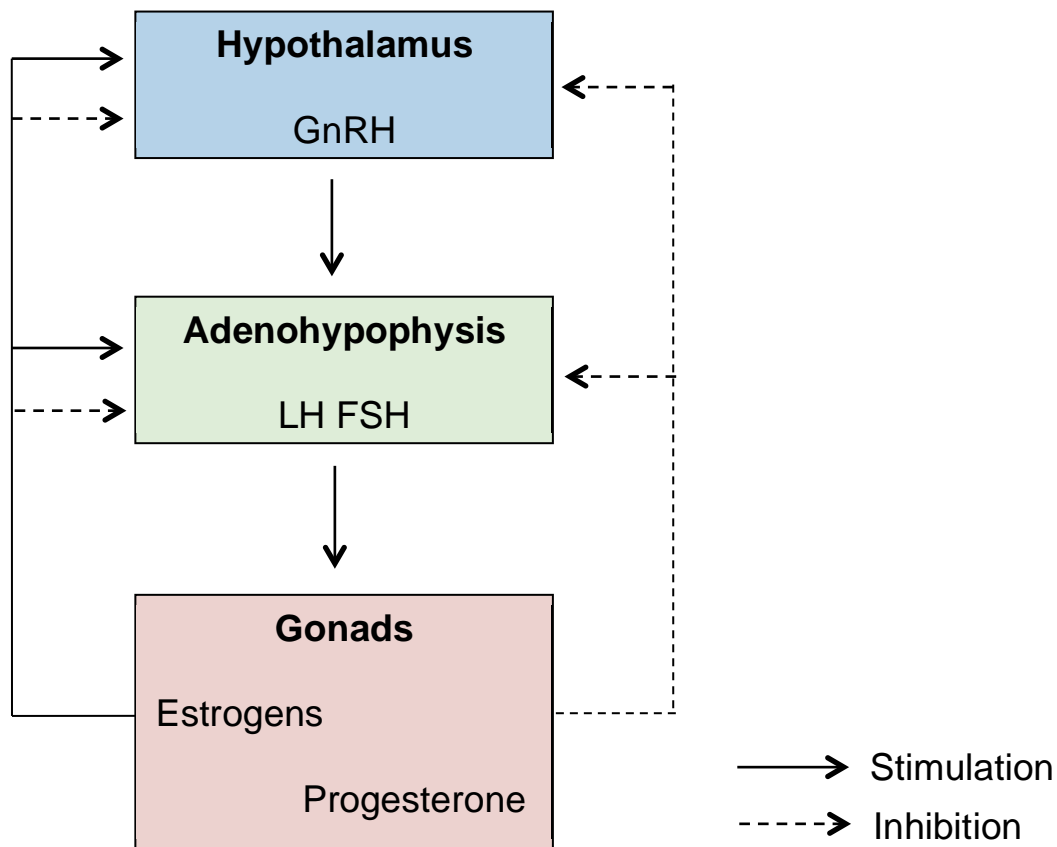 Hypothalamus
GnRH
Adenohypophysis
LH FSH
Gonads
Estrogens
Progesterone
Stimulation
Inhibition